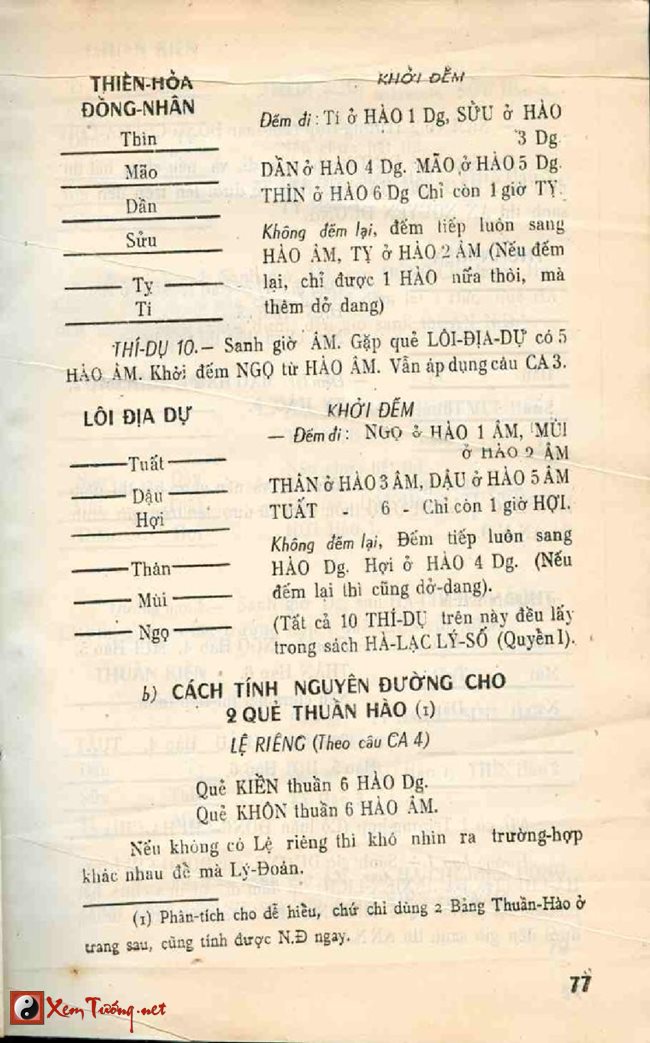 THIÊN-HỎA
ĐỒNG-NHÂN
Thìn
Mão
Dần
Sửu
Tỵ
Tí
KHỞI ĐẾM
Đếm đi : Tí ở HÀO 1 Dg, SỬU ở HÀO
3 Dg.
DẦN ở HÀO 4 Dg. MÃO ở HÀO 5 Dg.
THÌN ở HÀO 6 Dg Chỉ còn 1 giờ TỴ.
Không đếm lại, đếm tiếp luôn sang
HÀO ÂM, TỴ ở HÀO 2 ÂM (Nếu đếm
lại, chỉ được 1 HÀO nữa thôi, mà
thêm dở dang)
THÍ-DỤ 10.— Sanh giờ ÂM. Gặp quẻ LÔI-ĐỊA-DỰ có 5
HÀO ÂM. Khởi đếm NGỌ từ HÀO ÂM. Vẫn áp dụng câu CA 3.
LÔI ĐỊA DỰ
Tuất
Dậu
Hợi
Thân
Mùi
Ngọ
KHỞI ĐẾM
— Đếm đi : NGỌ ở HÀO 1 ÂM, MÙI
ở HÀO 2 ÂM
THÂN ở HÀO 3 ÂM, DẬU ở HÀO 5 ÂM
TUẤT - 6 - Chỉ còn 1 giờ HỢI.
Không đếm lại, Đếm tiếp luôn sang
HÀO Dg. Hợi ở HÀO 4 Dg. (Nếu
đếm lại thì cũng dở-dang).
(Tất cả 10 THÍ-DỤ trên này đều lấy
trong sách HÀ-LẠC LÝ-SỐ (Quyển I).
b) CÁCH TÍNH NGUYÊN ĐƯỜNG CHO
2 QUẺ THUẦN HÀO (1)
LỆ RIÊNG (Theo câu CA 4)
Quẻ KIỀN thuần 6 HÀO Dg.
Quẻ KHÔN thuần 6 HÀO ÂM.
Nếu không có Lệ riêng thì khó nhìn ra trường-hợp
khác nhau để mà Lý-Đoán.
(1) Phân-tích cho dễ hiểu, chứ chỉ dùng 2 Bảng Thuần-Hào ở
trang sau, cũng tính được N.Đ ngay.
77
XemTướng.net